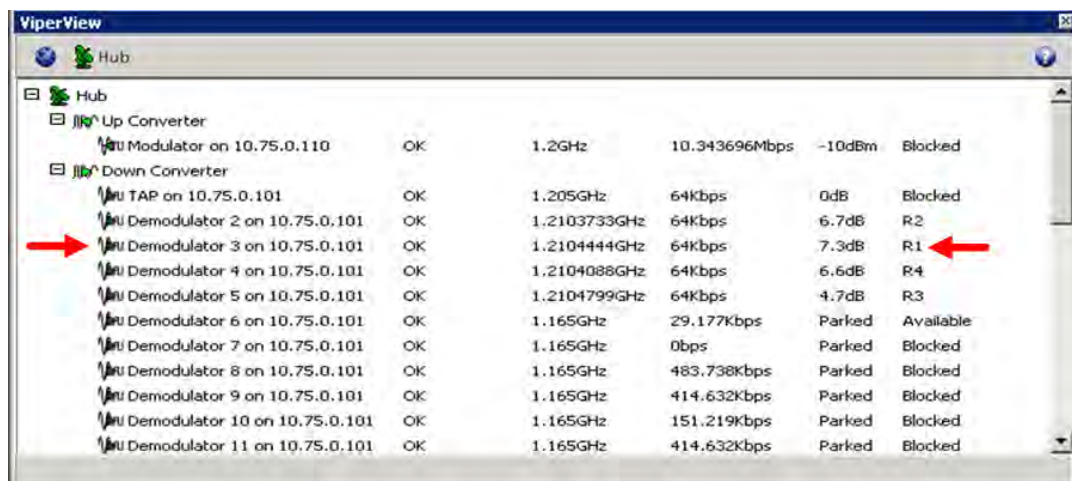 ViperView
Hub
Hub
Up Converter
Modulator on 10.75.0.110 OK 1.2GHz 10.343696Mbps -10dBm Blocked
Down Converter
TAP on 10.75.0.101 OK 1.205GHz 64Kbps 0dB Blocked
Demodulator 2 on 10.75.0.101 OK 1.2103733GHz 64Kbps 6.7dB R2
Demodulator 3 on 10.75.0.101 OK 1.2104444GHz 64Kbps 7.3dB R1
Demodulator 4 on 10.75.0.101 OK 1.2104088GHz 64Kbps 6.6dB R4
Demodulator 5 on 10.75.0.101 OK 1.2104799GHz 64Kbps 4.7dB R3
Demodulator 6 on 10.75.0.101 OK 1.165GHz 29.177Kbps Parked Available
Demodulator 7 on 10.75.0.101 OK 1.165GHz 0bps Parked Blocked
Demodulator 8 on 10.75.0.101 OK 1.165GHz 483.738Kbps Parked Blocked
Demodulator 9 on 10.75.0.101 OK 1.165GHz 414.632Kbps Parked Blocked
Demodulator 10 on 10.75.0.101 OK 1.165GHz 151.219Kbps Parked Blocked
Demodulator 11 on 10.75.0.101 OK 1.165GHz 414.632Kbps Parked Blocked